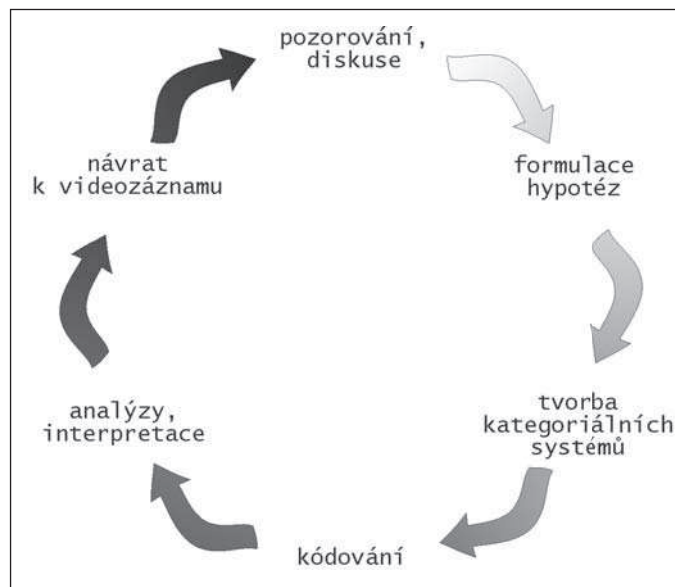 pozorování,
diskuse
formulace
hypotéz
tvorba
kategoriálních
systémů
kódování
analýzy,
interpretace
návrat
k videozáznamu